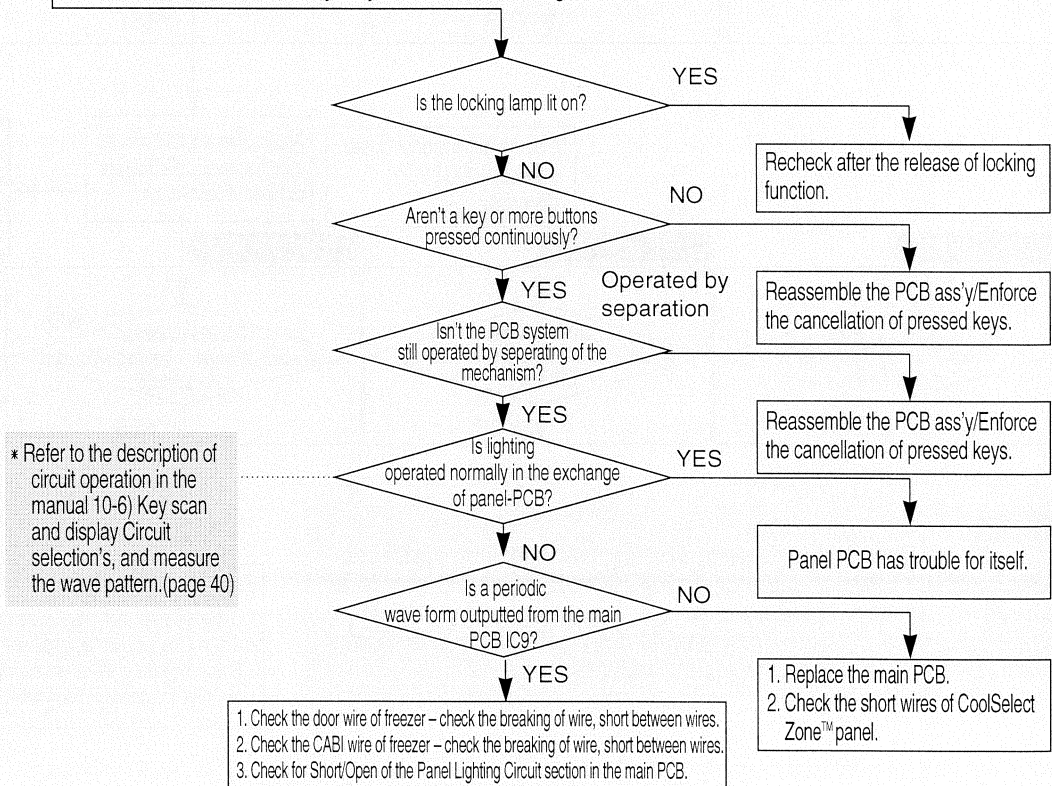 Is the locking lamp lit on?
YES
Recheck after the release of locking
function.
NO
Aren't a key or more buttons
pressed continuously?
NO
Reassemble the PCB ass'y/Enforce
the cancellation of pressed keys.
YES
Operated by
separation
Isn't the PCB system
still operated by seperating of the
mechanism?
Reassemble the PCB ass'y/Enforce
the cancellation of pressed keys.
YES
* Refer to the description of
circuit operation in the
manual 10-6) Key scan
and display Circuit
selection's, and measure
the wave pattern.(page 40)
Is lighting
operated normally in the exchange
of panel-PCB?
YES
Panel PCB has trouble for itself.
NO
Is a periodic
wave form outputted from the main
PCB IC9?
NO
1. Replace the main PCB.
2. Check the short wires of CoolSelect
Zone™ panel.
YES
1. Check the door wire of freezer – check the breaking of wire, short between wires.
2. Check the CABI wire of freezer – check the breaking of wire, short between wires.
3. Check for Short/Open of the Panel Lighting Circuit section in the main PCB.